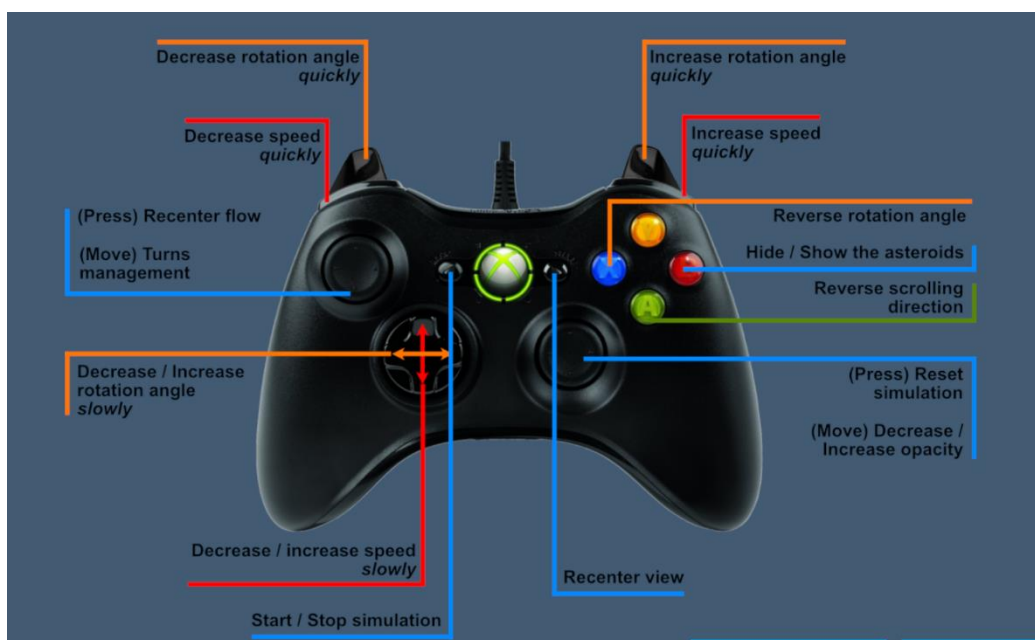 Decrease rotation angle
quickly
Increase rotation angle
quickly
Decrease speed
quickly
Increase speed
quickly
(Press) Recenter flow
(Move) Turns
management
Reverse rotation angle
Hide / Show the asteroids
Reverse scrolling
direction
X
A
Decrease / Increase
rotation angle
slowly
(Press) Reset
simulation
(Move) Decrease /
Increase opacity
Decrease / increase speed
slowly
Recenter view
Start / Stop simulation